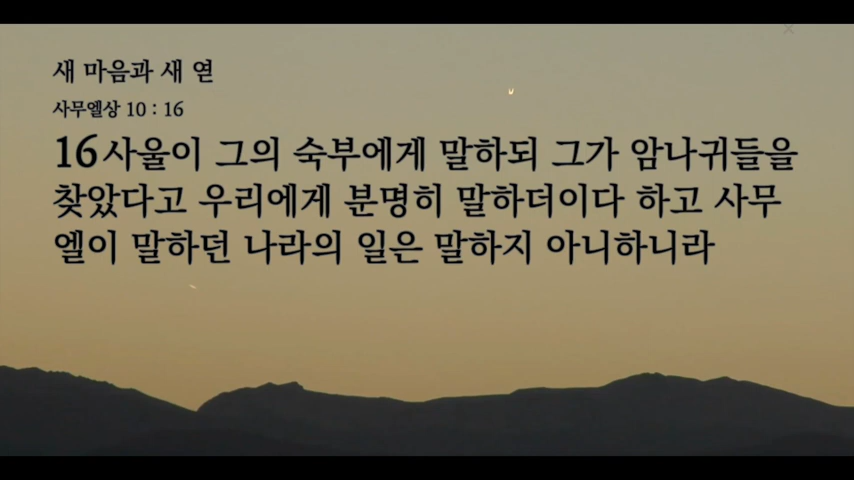 새 마음과 새 연
사무엘상 10 : 16
16 사울이 그의 숙부에게 말하되 그가 암나귀들을
찾았다고 우리에게 분명히 말하더이다 하고 사무
엘이 말하던 나라의 일은 말하지 아니하니라